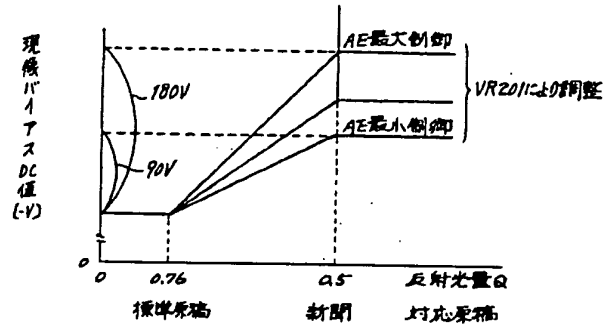 現像バイアスDC値(-V)
AE最大制御
VR201により調整
180V
AE最小制御
90V
0
0 0.76 0.5 反射光量Q
標準原稿 新聞 対応原稿